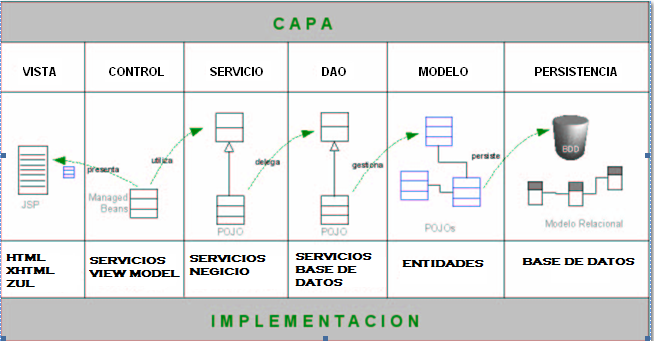 CAPA
VISTA
CONTROL
SERVICIO
DAO
MODELO
PERSISTENCIA
BDD
presenta
utiliza
delega
gestiona
persiste
JSP
Managed
Beans
POJO
POJO
POJOs
Modelo Relacional
HTML
XHTML
ZUL
SERVICIOS
VIEW MODEL
SERVICIOS
NEGICIO
SERVICIOS
BASE DE
DATOS
ENTIDADES
BASE DE DATOS
IMPLEMENTACION